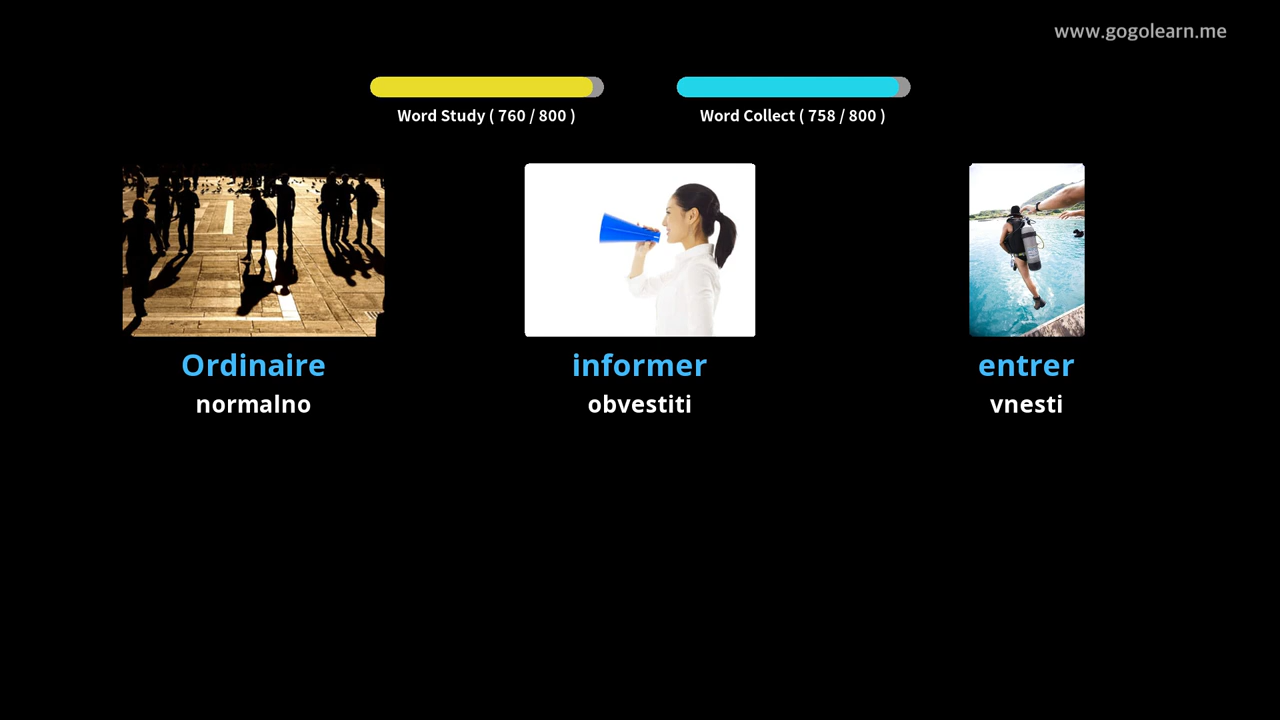 www.gogolearn.me
Word Study ( 760 / 800 )
Word Collect ( 758 / 800 )
Ordinaire
normalno
informer
obvestiti
entrer
vnesti